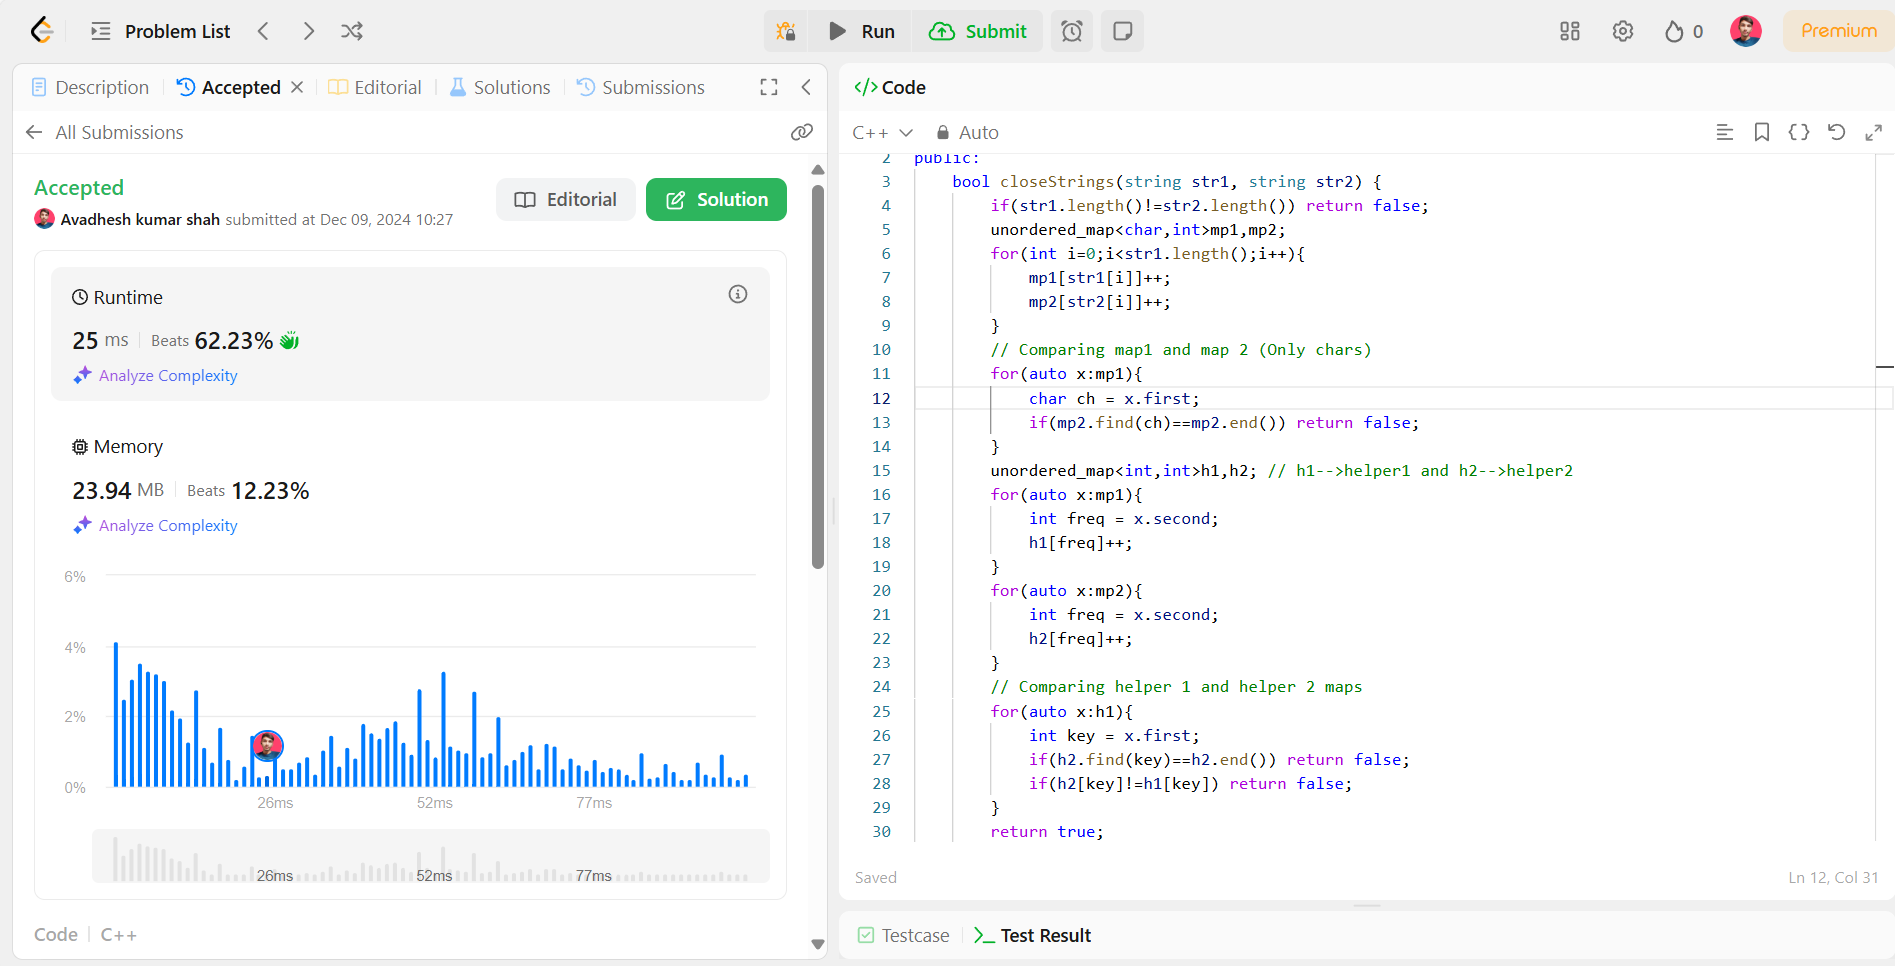 Problem List
Run
Submit
0
Premium
Description
Accepted
Editorial
Solutions
Submissions
All Submissions
Accepted
Avadhesh kumar shah submitted at Dec 09, 2024 10:27
Editorial
Solution
Runtime
25 ms
Beats 62.23%
Analyze Complexity
Memory
23.94 MB
Beats 12.23%
Analyze Complexity
6%
4%
2%
0%
26ms
52ms
77ms
26ms
52ms
77ms
Code
C++
</> Code
C++
Auto
2 public:
3     bool closeStrings(string str1, string str2) {
4         if(str1.length()!=str2.length()) return false;
5         unordered_map<char,int>mp1,mp2;
6         for(int i=0;i<str1.length();i++){
7             mp1[str1[i]]++;
8             mp2[str2[i]]++;
9         }
10         // Comparing map1 and map 2 (Only chars)
11         for(auto x:mp1){
12             char ch = x.first;
13             if(mp2.find(ch)==mp2.end()) return false;
14         }
15         unordered_map<int,int>h1,h2; // h1-->helper1 and h2-->helper2
16         for(auto x:mp1){
17             int freq = x.second;
18             h1[freq]++;
19         }
20         for(auto x:mp2){
21             int freq = x.second;
22             h2[freq]++;
23         }
24         // Comparing helper 1 and helper 2 maps
25         for(auto x:h1){
26             int key = x.first;
27             if(h2.find(key)==h2.end()) return false;
28             if(h2[key]!=h1[key]) return false;
29         }
30         return true;
Saved
Ln 12, Col 31
Testcase
Test Result